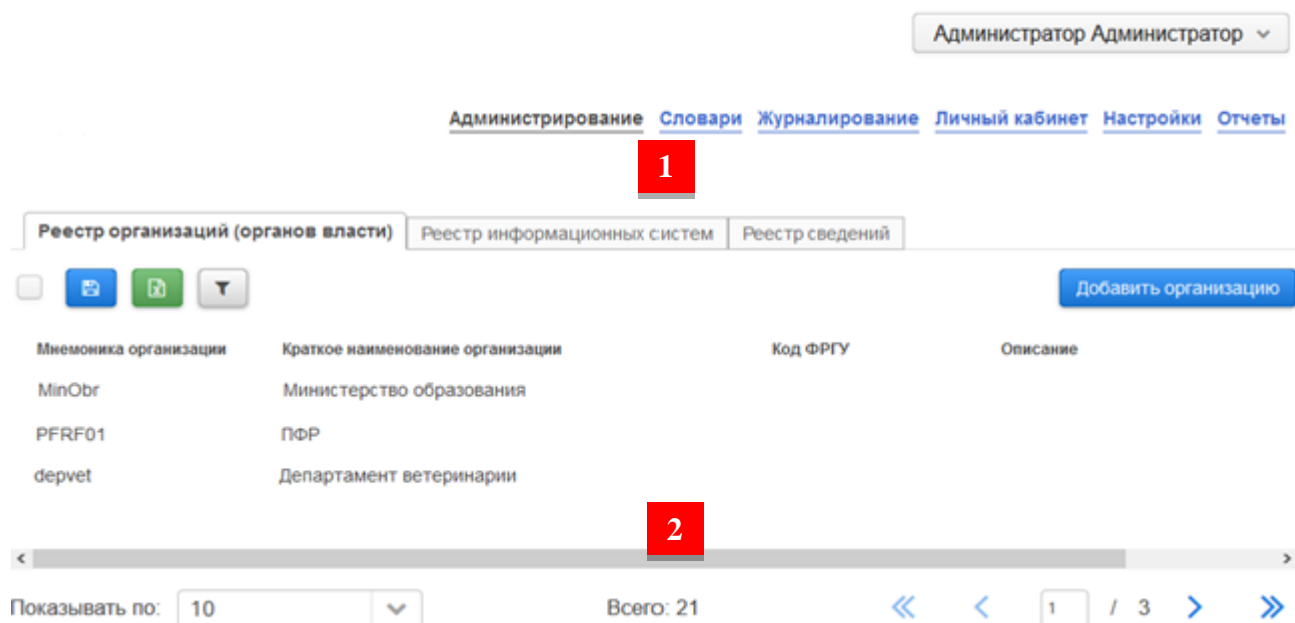 Администратор Администратор
Администрирование Словари Журналирование Личный кабинет Настройки Отчеты
1
Реестр организаций (органов власти) Реестр информационных систем Реестр сведений
Добавить организацию
Мнемоника организации Краткое наименование организации Код ФРГУ Описание
MinObr Министерство образования
PFRF01 ПФР
depvet Департамент ветеринарии
2
Показывать по: 10 Всего: 21 1 / 3